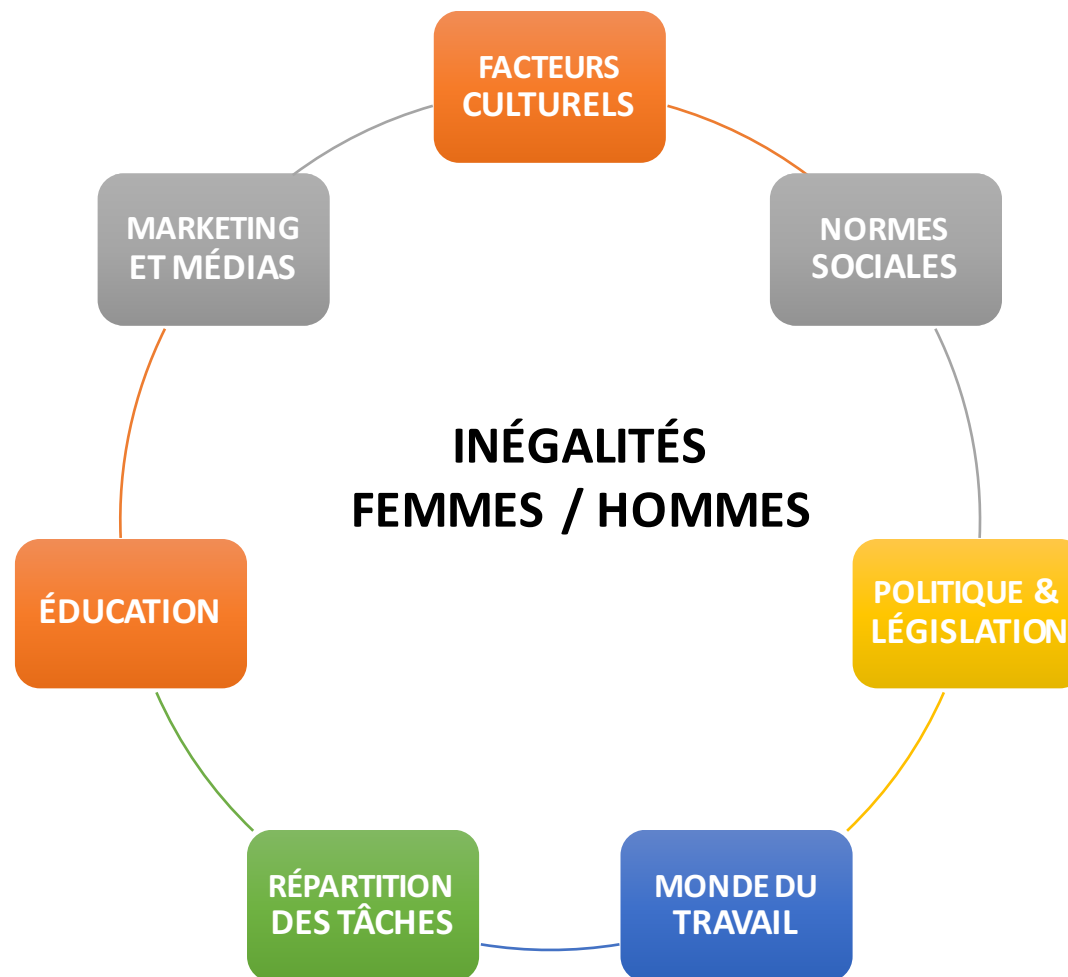 FACTEURS
CULTURELS
NORMES
SOCIALES
POLITIQUE &
LÉGISLATION
MONDE DU
TRAVAIL
RÉPARTITION
DES TÂCHES
ÉDUCATION
MARKETING
ET MÉDIAS
INÉGALITÉS
FEMMES / HOMMES